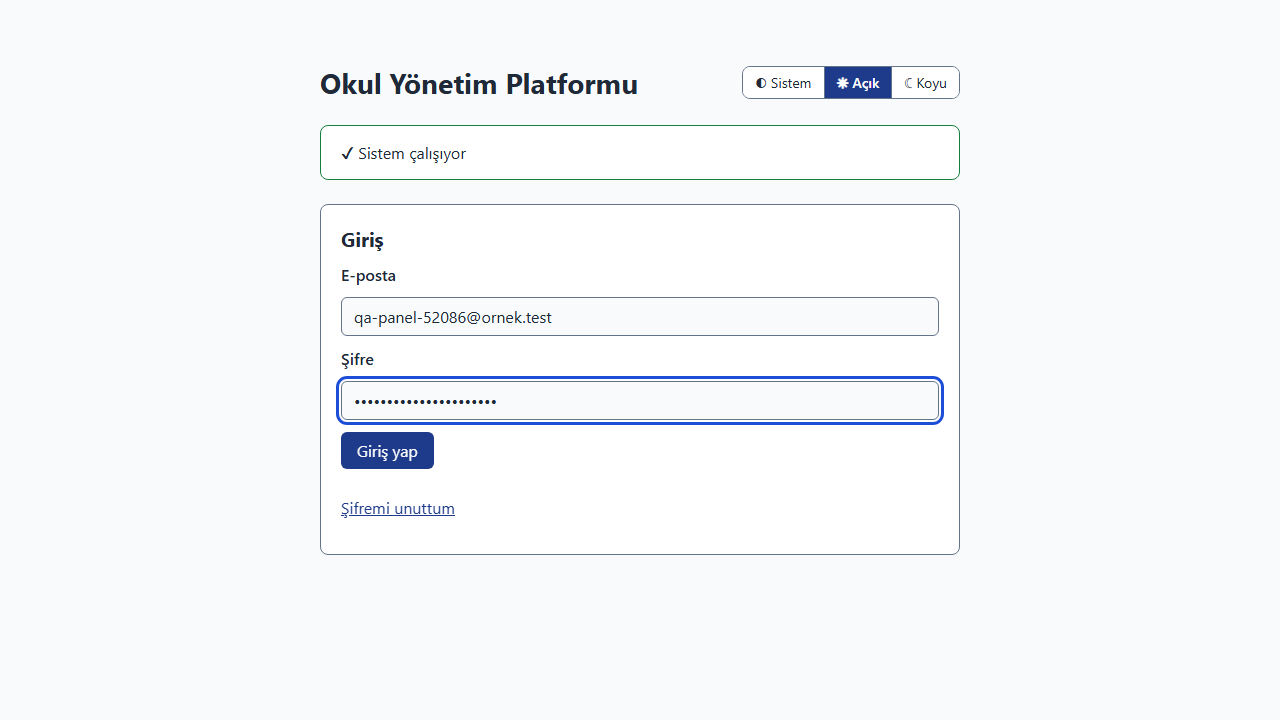 Okul Yönetim Platformu
◐ Sistem
❋ Açık
☾ Koyu
✓ Sistem çalışıyor
Giriş
E-posta
qa-panel-52086@ornek.test
Şifre
••••••••••••••••••••••
Giriş yap
Şifremi unuttum